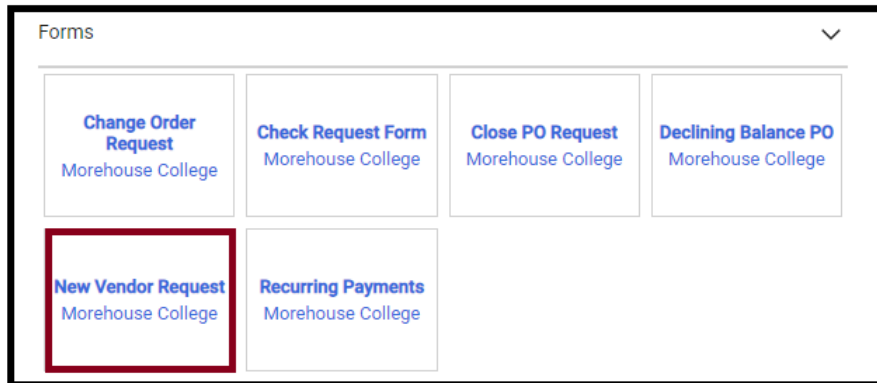 Forms
Change Order
Request
Morehouse College
Check Request Form
Morehouse College
Close PO Request
Morehouse College
Declining Balance PO
Morehouse College
New Vendor Request
Morehouse College
Recurring Payments
Morehouse College